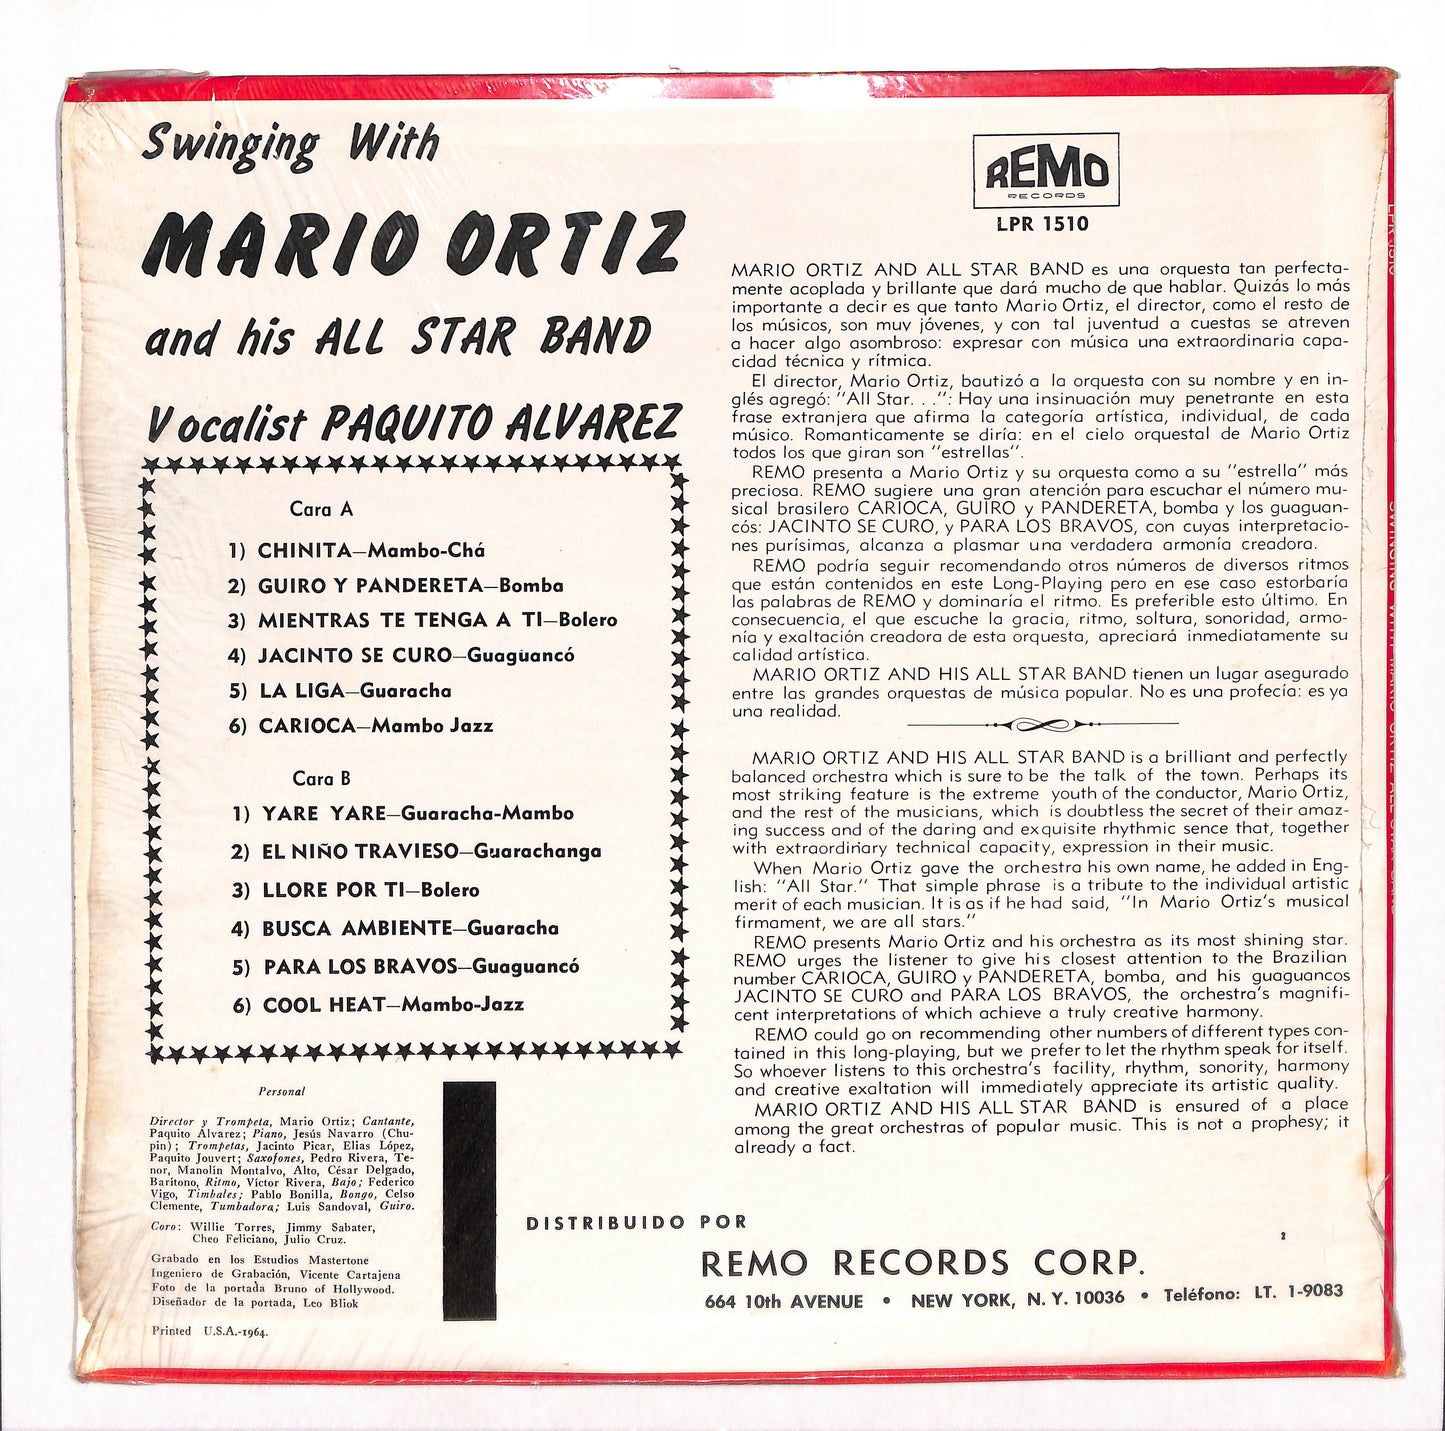 Swinging With
MARIO ORTIZ
and his ALL STAR BAND
Vocalist PAQUITO ALVAREZ
Cara A
1) CHINITA—Mambo-Chá
2) GUIRO Y PANDERETA—Bomba
3) MIENTRAS TE TENGA A TI—Bolero
4) JACINTO SE CURO—Guaguancó
5) LA LIGA—Guaracha
6) CARIOCA—Mambo Jazz
Cara B
1) YARE YARE—Guaracha-Mambo
2) EL NIÑO TRAVIESO—Guarachanga
3) LLORE POR TI—Bolero
4) BUSCA AMBIENTE—Guaracha
5) PARA LOS BRAVOS—Guaguancó
6) COOL HEAT—Mambo-Jazz
Personal
Director y Trompeta, Mario Ortiz; Cantante,
Paquito Alvarez; Piano, Jesús Navarro (Chu-
pin); Trompetas, Jacinto Picar, Elias López,
Paquito Jouvert; Saxofones, Pedro Rivera, Te-
nor, Manolín Montalvo, Alto, César Delgado,
Barítono, Ritmo, Víctor Rivera, Bajo; Federico
Vigo, Timbales; Pablo Bonilla, Bongo, Celso
Clemente, Tumbadora; Luis Sandoval, Guiro.
Coro: Willie Torres, Jimmy Sabater,
Cheo Feliciano, Julio Cruz.
Grabado en los Estudios Mastertone
Ingeniero de Grabación, Vicente Cartajena
Foto de la portada Bruno of Hollywood.
Diseñador de la portada, Leo Bliok
Printed U.S.A.-1964.
REMO
RECORDS
LPR 1510
MARIO ORTIZ AND ALL STAR BAND es una orquesta tan perfecta-
mente acoplada y brillante que dará mucho de que hablar. Quizás lo más
importante a decir es que tanto Mario Ortiz, el director, como el resto de
los músicos, son muv jóvenes, y con tal juventud a cuestas se atreven
a hacer algo asombroso: expresar con música una extraordinaria capa-
cidad técnica y rítmica.
El director, Mario Ortiz, bautizó a la orquesta con su nombre y en in-
glés agregó: "All Star. . .": Hay una insinuación muy penetrante en esta
frase extranjera que afirma la categoría artística, individual, de cada
músico. Romanticamente se diría: en el cielo orquestal de Mario Ortiz
todos los que giran son "estrellas".
REMO presenta a Mario Ortiz y su orquesta como a su "estrella" más
preciosa. REMO sugiere una gran atención para escuchar el número mu-
sical brasilero CARIOCA, GUIRO y PANDERETA, bomba y los guaguan-
cós: JACINTO SE CURO, y PARA LOS BRAVOS, con cuyas interpretacio-
nes purísimas, alcanza a plasmar una verdadera armonía creadora.
REMO podría seguir recomendando otros números de diversos ritmos
que están contenidos en este Long-Playing pero en ese caso estorbaría
las palabras de REMO y dominaría el ritmo. Es preferible esto último. En
consecuencia, el que escuche la gracia, ritmo, soltura, sonoridad, armo-
nía y exaltación creadora de esta orquesta, apreciará inmediatamente su
calidad artística.
MARIO ORTIZ AND HIS ALL STAR BAND tienen un lugar asegurado
entre las grandes orquestas de música popular. No es una profecía: es ya
una realidad.
MARIO ORTIZ AND HIS ALL STAR BAND is a brilliant and perfectly
balanced orchestra which is sure to be the talk of the town. Perhaps its
most striking feature is the extreme youth of the conductor, Mario Ortiz,
and the rest of the musicians, which is doubtless the secret of their amaz-
ing success and of the daring and exquisite rhythmic sence that, together
with extraordinary technical capacity, expression in their music.
When Mario Ortiz gave the orchestra his own name, he added in Eng-
lish: "All Star." That simple phrase is a tribute to the individual artistic
merit of each musician. It is as if he had said, "In Mario Ortiz's musical
firmament, we are all stars."
REMO presents Mario Ortiz and his orchestra as its most shining star.
REMO urges the listener to give his closest attention to the Brazilian
number CARIOCA, GUIRO y PANDERETA, bomba, and his guaguancos
JACINTO SE CURO and PARA LOS BRAVOS, the orchestra's magnifi-
cent interpretations of which achieve a truly creative harmony.
REMO could go on recommending other numbers of different types con-
tained in this long-playing, but we prefer to let the rhythm speak for itself.
So whoever listens to this orchestra's facility, rhythm, sonority, harmony
and creative exaltation will immediately appreciate its artistic quality.
MARIO ORTIZ AND HIS ALL STAR BAND is ensured of a place
among the great orchestras of popular music. This is not a prophesy; it
already a fact.
DISTRIBUIDO POR
2
REMO RECORDS CORP.
664 10th AVENUE • NEW YORK, N. Y. 10036 • Teléfono: LT. 1-9083
LPR 1510
SWINGING WITH MARIO ORTIZ ALL STAR BAND